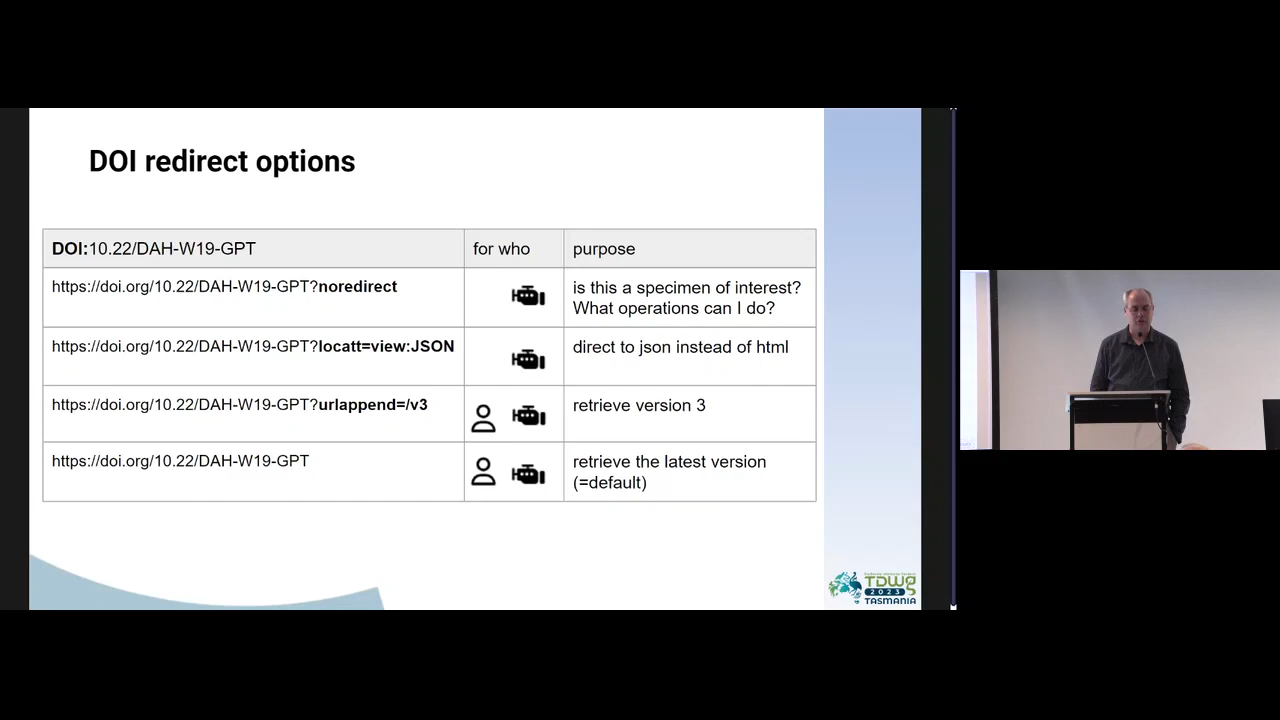 DOI redirect options
DOI:10.22/DAH-W19-GPT for who purpose
https://doi.org/10.22/DAH-W19-GPT?noredirect is this a specimen of interest?
What operations can I do?
https://doi.org/10.22/DAH-W19-GPT?locatt=view:JSON direct to json instead of html
https://doi.org/10.22/DAH-W19-GPT?urlappend=/v3 retrieve version 3
https://doi.org/10.22/DAH-W19-GPT retrieve the latest version
(=default)
TDWG
2023
TASMANIA